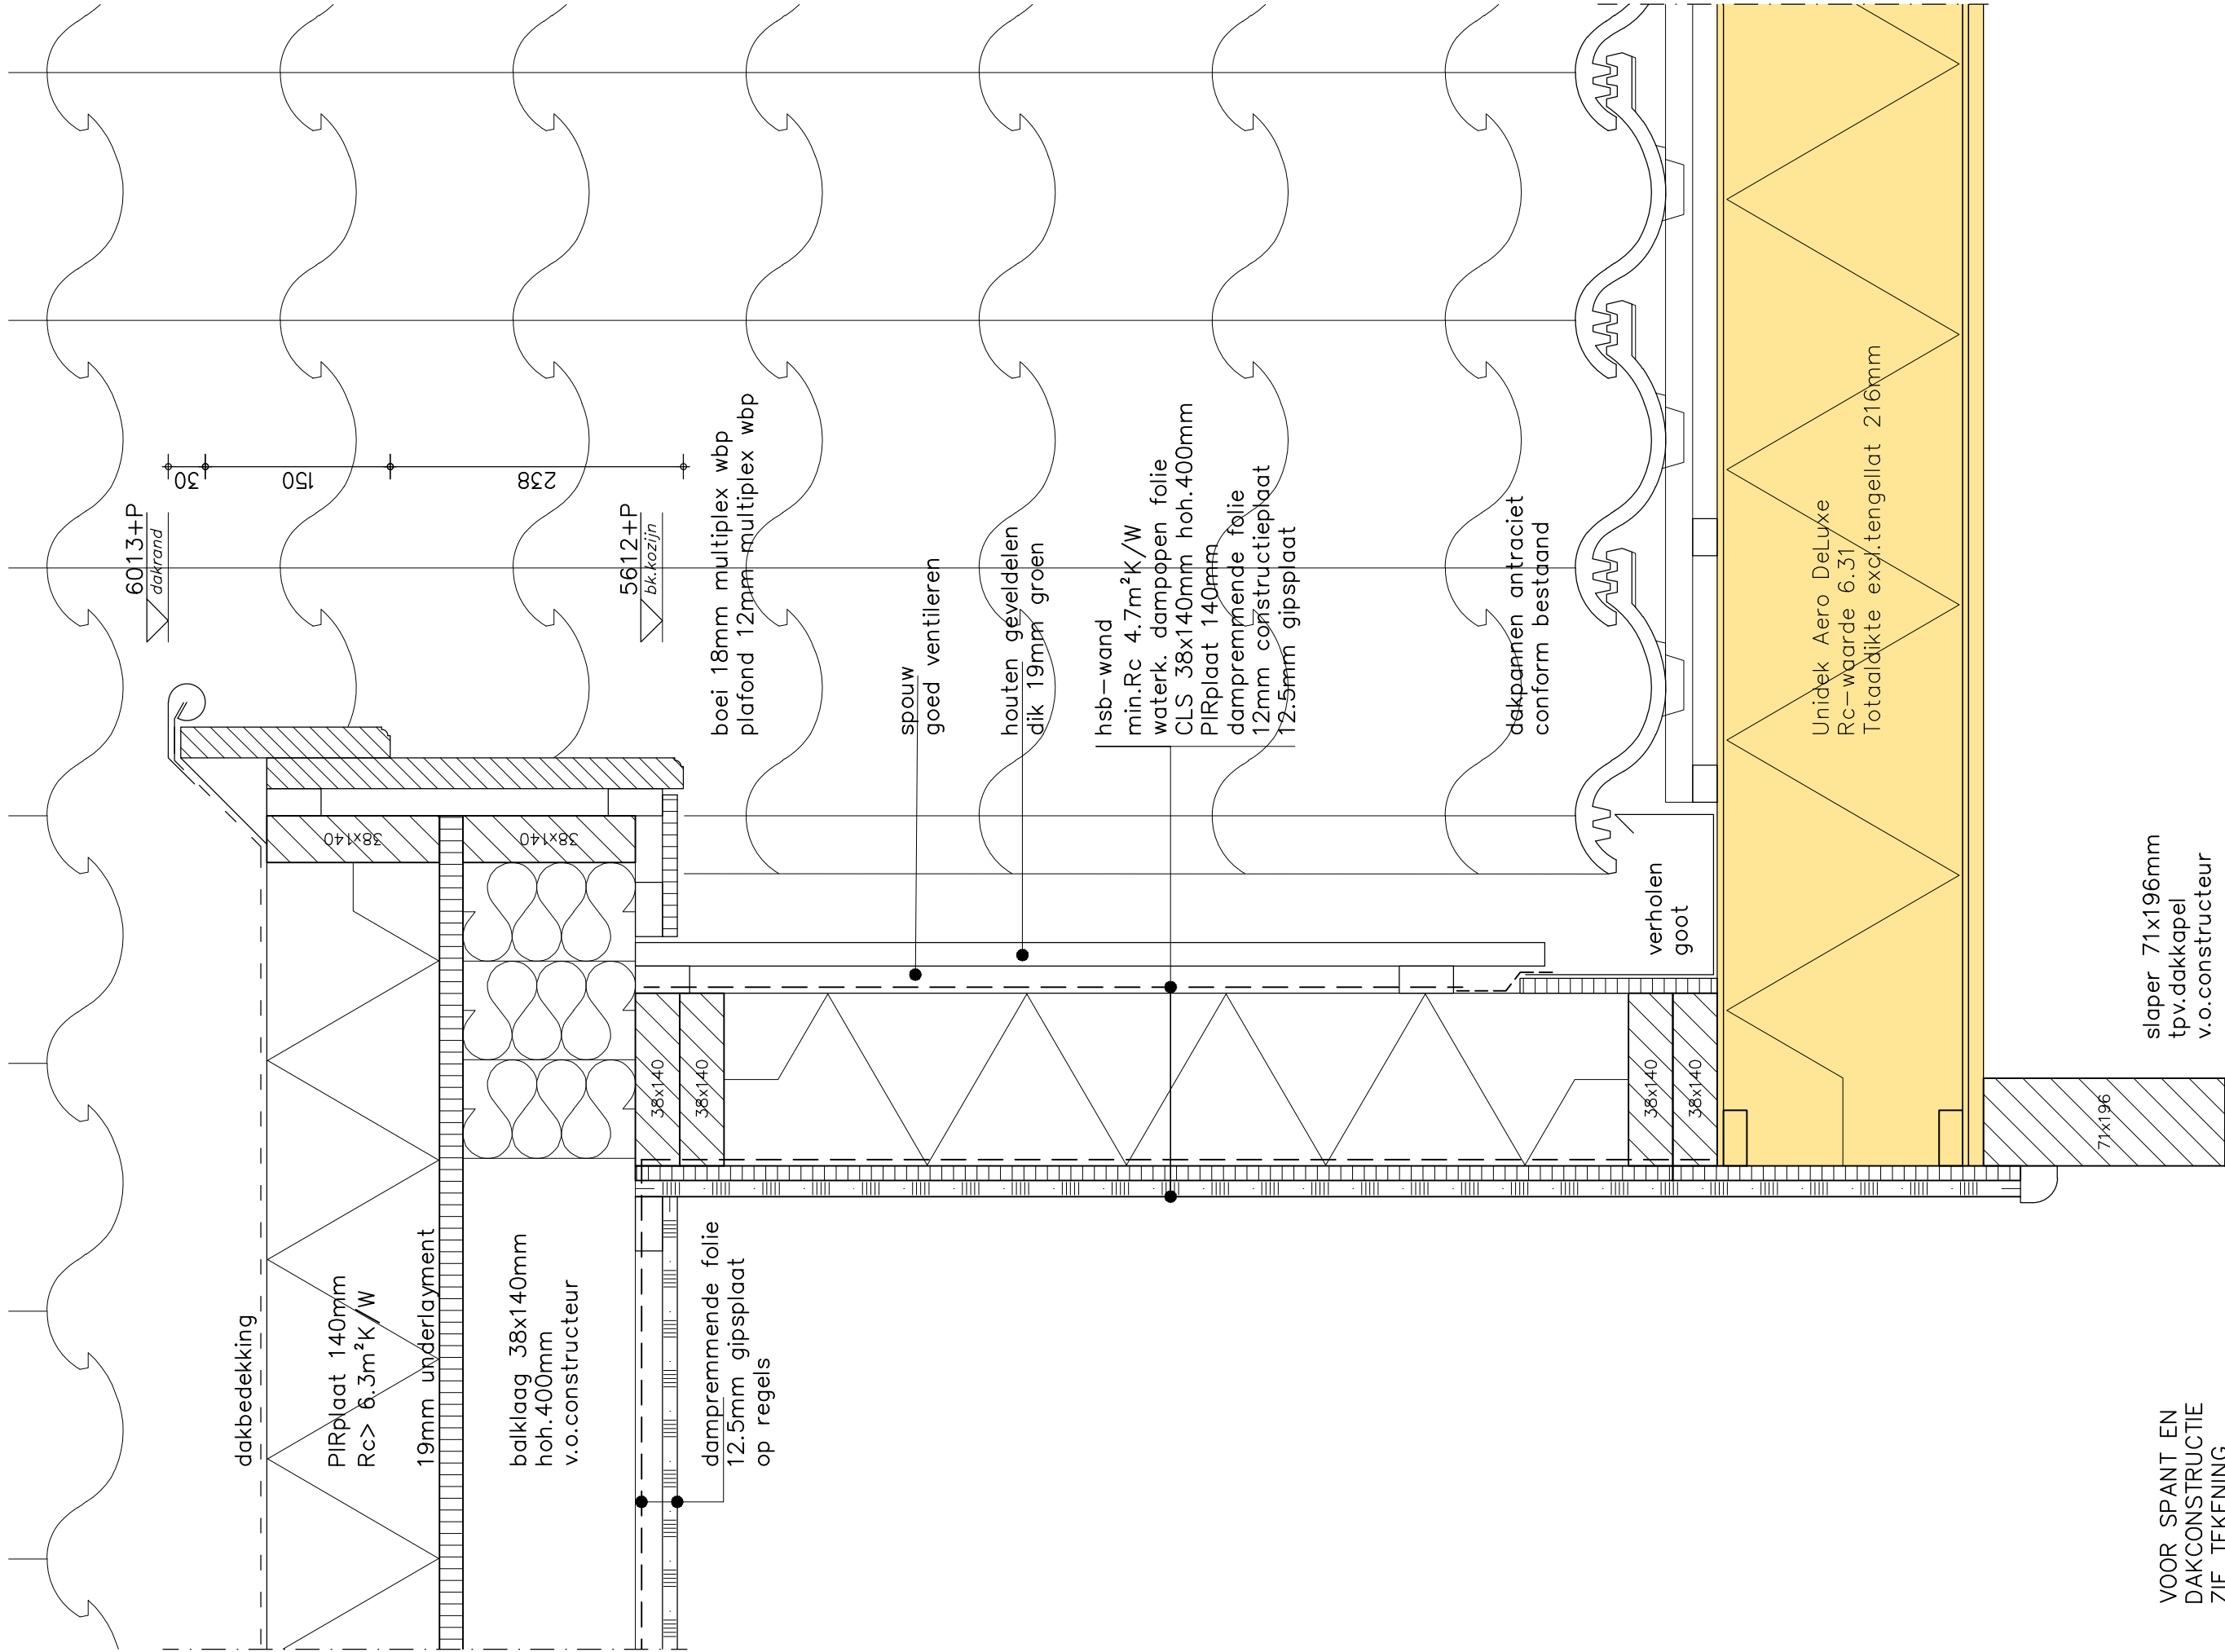 6013+P
dakrand
30
150
238
5612+P
bk.kozijn
boei 18mm multiplex wbp
plafond 12mm multiplex wbp
spouw
goed ventileren
houten geveldelen
dik 19mm groen
hsb-wand
min.Rc 4.7m²K/W
waterk. dampopen folie
CLS 38x140mm hoh.400mm
PIRplaat 140mm
dampremmende folie
12mm constructieplaat
12.5mm gipsplaat
dakpannen antraciet
conform bestand
Unidek Aero DeLuxe
Rc-waarde 6.31
Totaaldikte excl.tengellat 216mm
38x140
38x140
verholen
goot
38x140
38x140
38x140
38x140
71x196
slaper 71x196mm
tpv.dakkapel
v.o.constructeur
dakbedekking
PIRplaat 140mm
Rc> 6.3m²K/W
19mm underlayment
balklaag 38x140mm
hoh.400mm
v.o.constructeur
dampremmende folie
12.5mm gipsplaat
op regels
VOOR SPANT EN
DAKCONSTRUCTIE
ZIE TEKENING